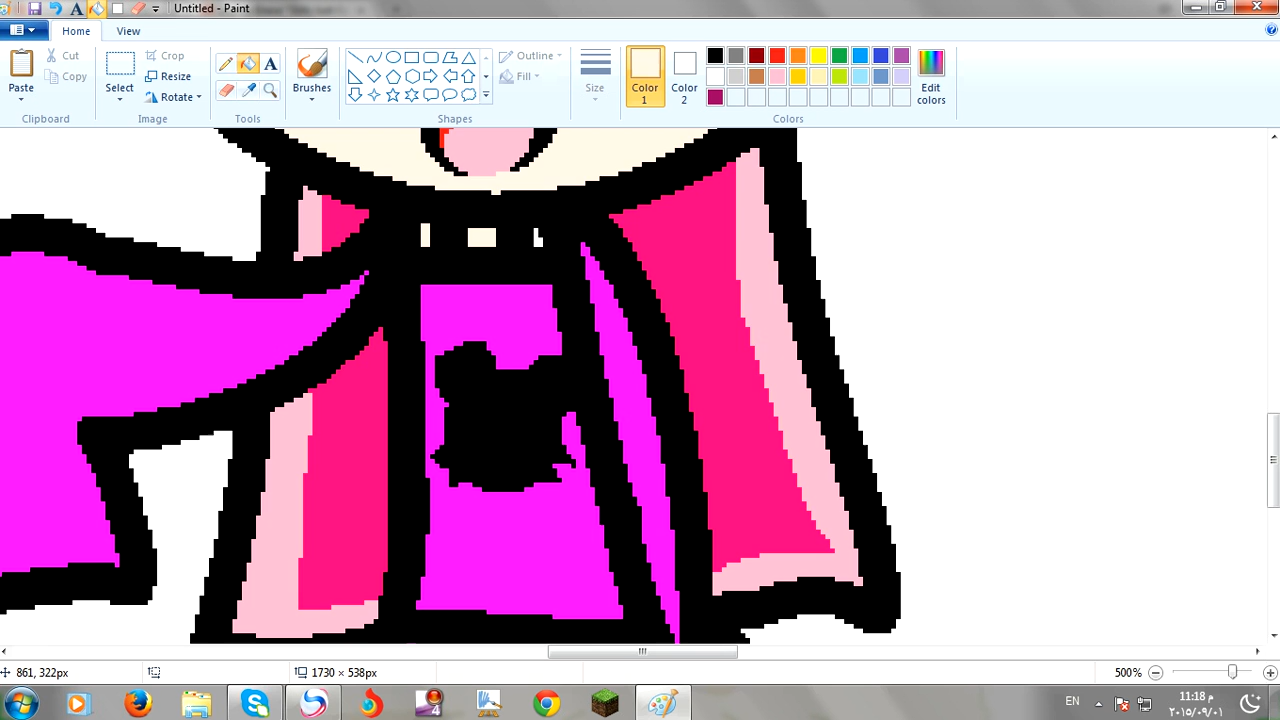 Untitled - Paint
Home
View
Paste
Cut
Copy
Clipboard
Select
Crop
Resize
Rotate
Image
A
Tools
Brushes
Outline
Fill
Shapes
Size
Color 1
Color 2
Edit colors
Colors
861, 322px
1730 × 538px
500%
4
EN
11:18 م
٢٠١٥/٠٩/٠١